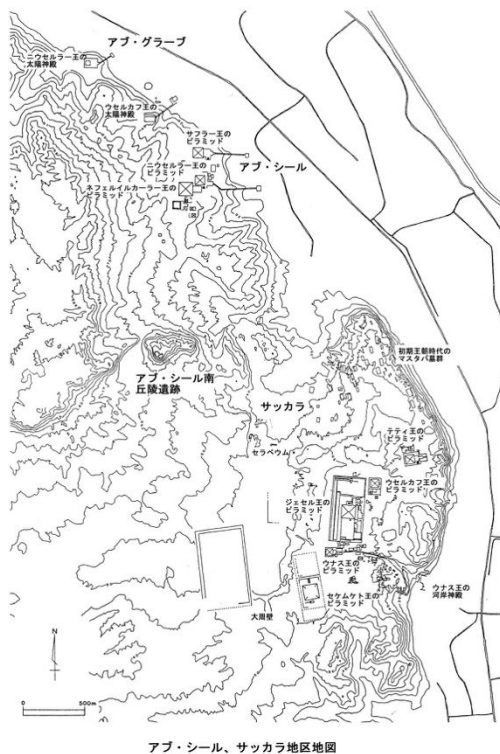 アブ・グラーブ
ニウセルラー王の
太陽神殿
ウセルカフ王の
太陽神殿
サフラー王の
ピラミッド
アブ・シール
ニウセルラー王の
ピラミッド
ネフェルイルカーラー王の
ピラミッド
初期王朝時代の
マスタバ墓群
アブ・シール南
丘陵遺跡
サッカラ
テティ王の
ピラミッド
セラペウム
ウセルカフ王の
ピラミッド
ジェセル王の
ピラミッド
ウナス王の
ピラミッド
ウナス王の
河岸神殿
セケムケト王の
ピラミッド
大周壁
N
0 500m
アブ・シール、サッカラ地区地図